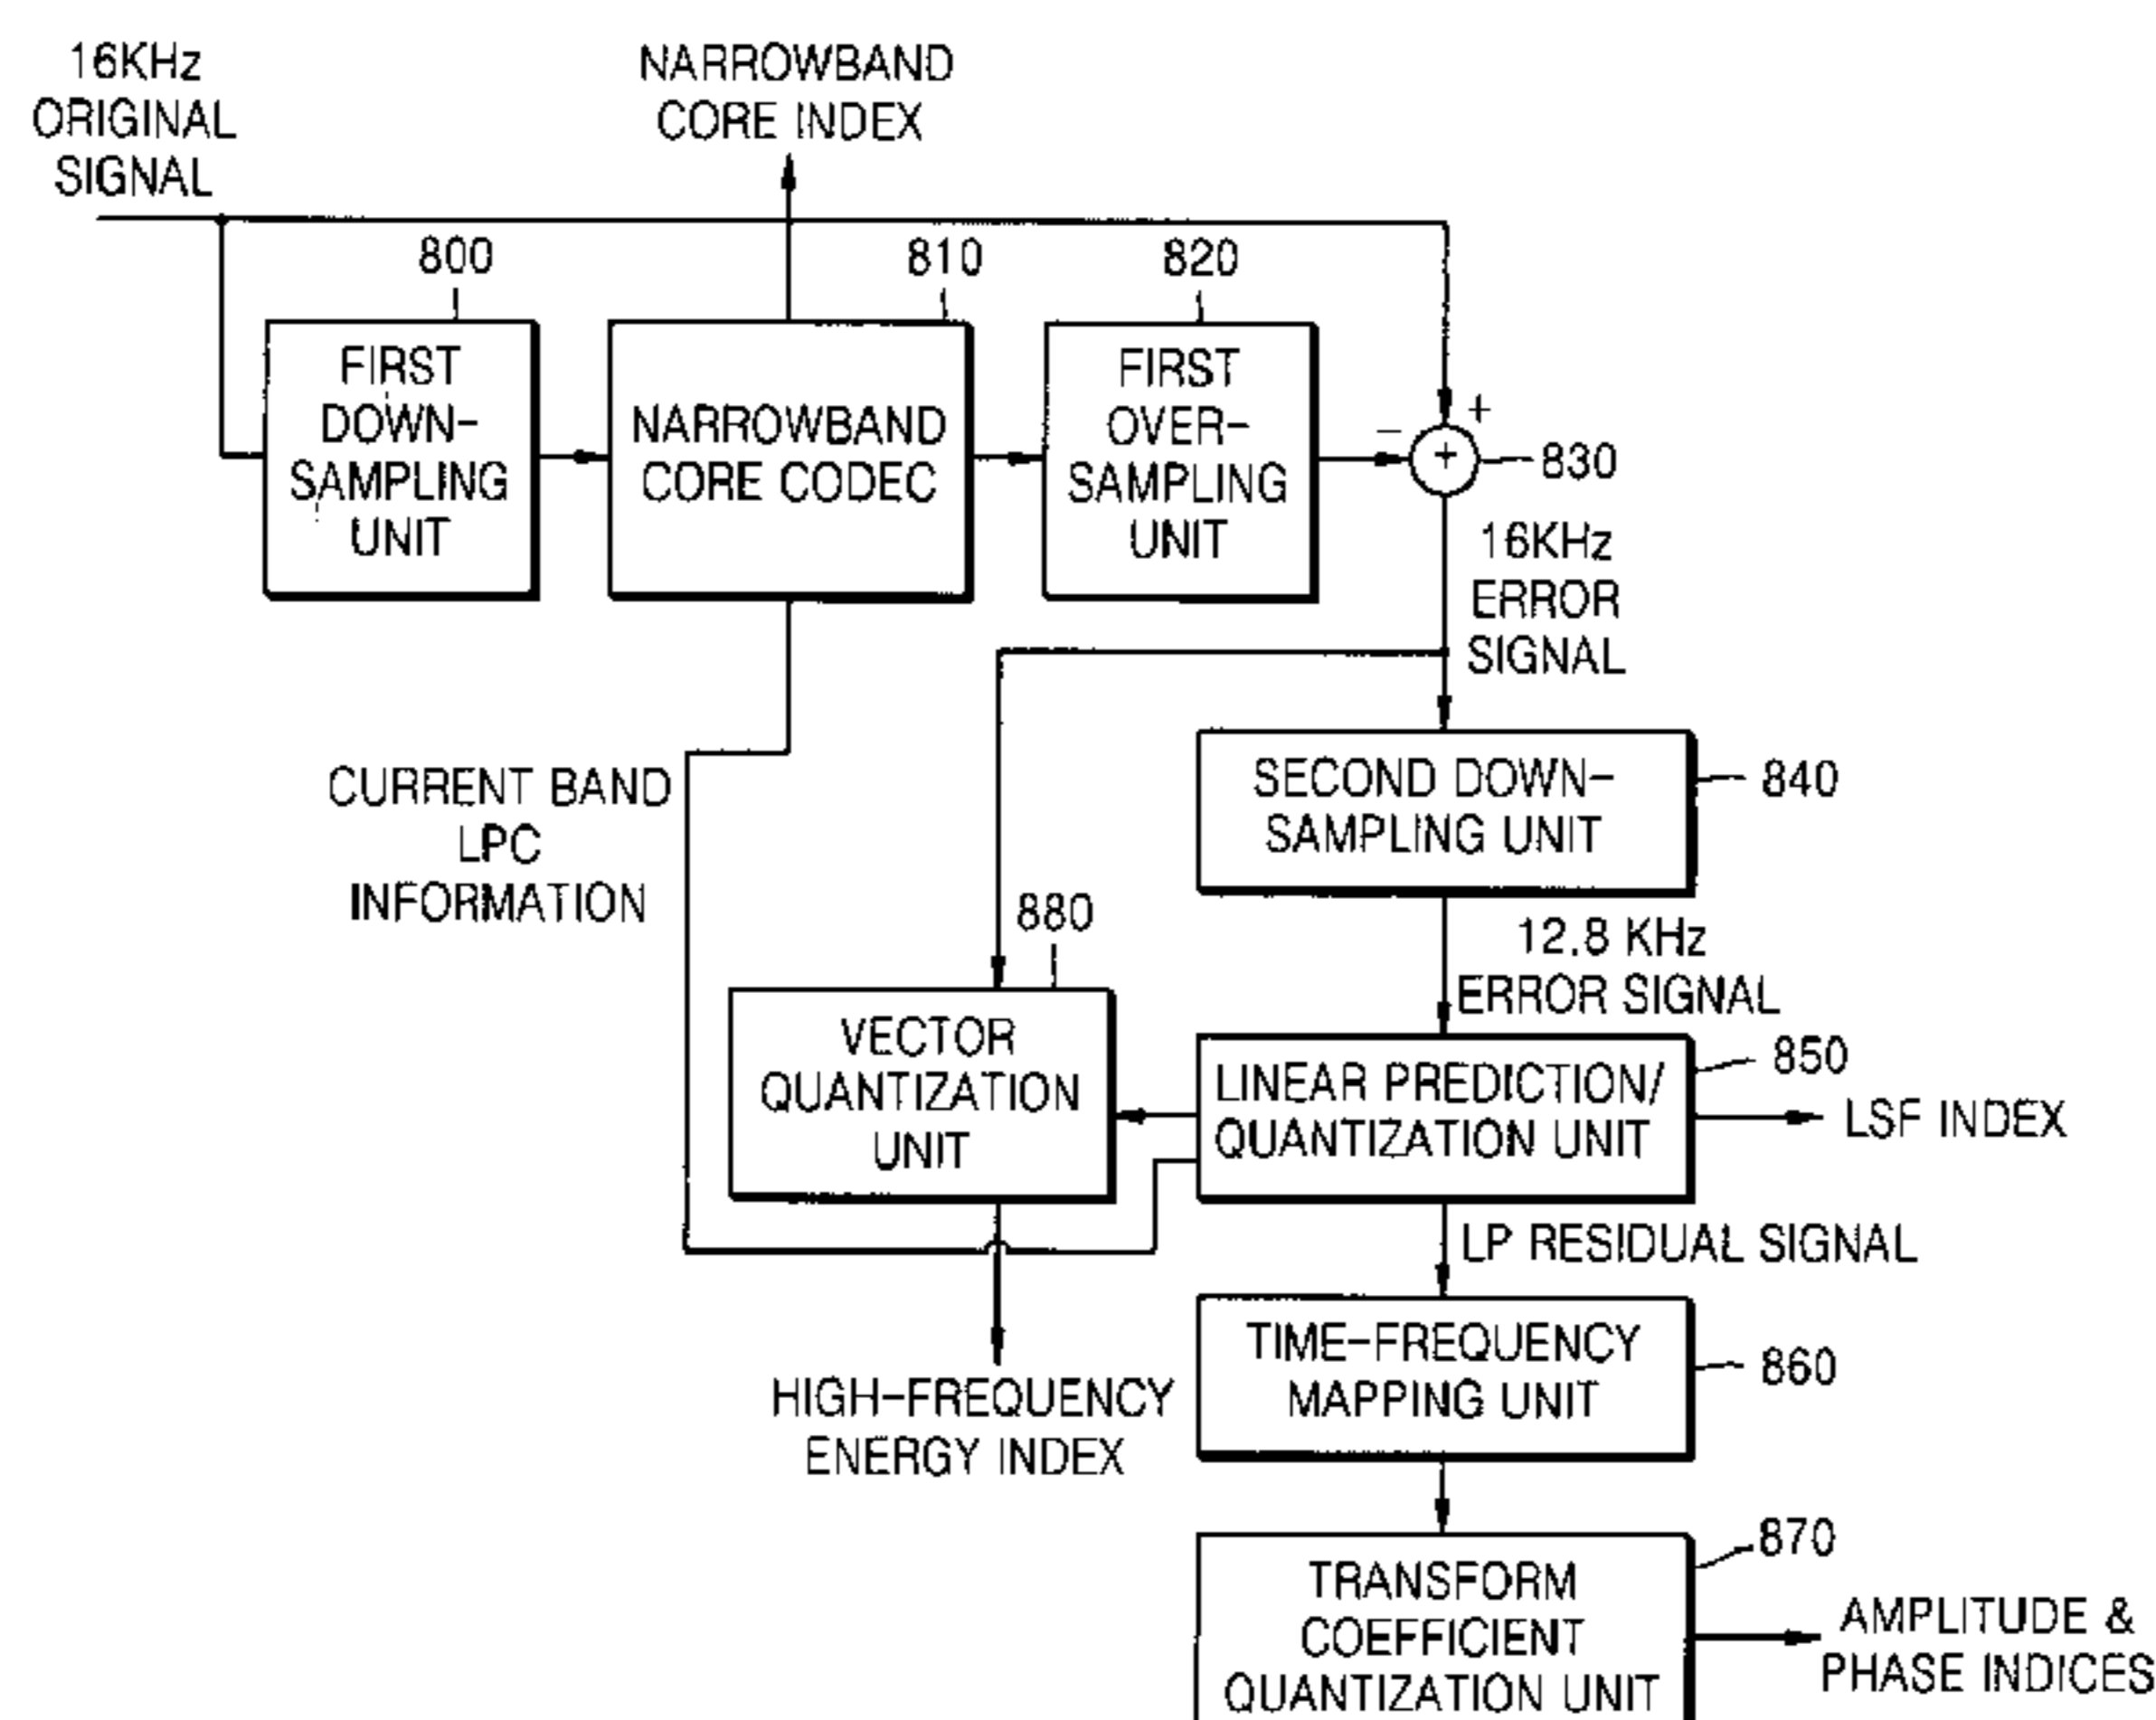 16KHz
ORIGINAL
SIGNAL
NARROWBAND
CORE INDEX
800
810
820
FIRST
DOWN-
SAMPLING
UNIT
NARROWBAND
CORE CODEC
FIRST
OVER-
SAMPLING
UNIT
+
-
+
830
16KHz
ERROR
SIGNAL
CURRENT BAND
LPC
INFORMATION
SECOND DOWN-
SAMPLING UNIT
840
880
12.8 KHz
ERROR SIGNAL
VECTOR
QUANTIZATION
UNIT
LINEAR PREDICTION/
QUANTIZATION UNIT
850
LSF INDEX
LP RESIDUAL SIGNAL
TIME-FREQUENCY
MAPPING UNIT
860
HIGH-FREQUENCY
ENERGY INDEX
TRANSFORM
COEFFICIENT
QUANTIZATION UNIT
870
AMPLITUDE &
PHASE INDICES